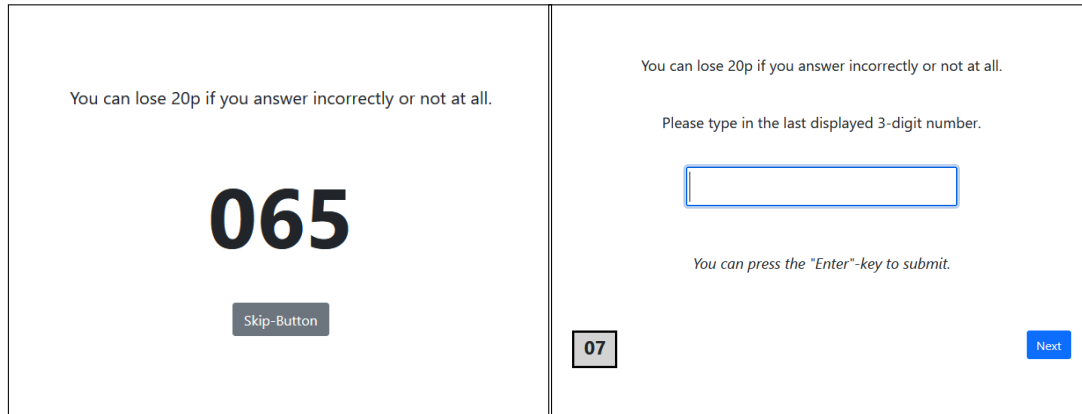 You can lose 20p if you answer incorrectly or not at all.
065
Skip-Button
You can lose 20p if you answer incorrectly or not at all.
Please type in the last displayed 3-digit number.
You can press the "Enter"-key to submit.
07
Next